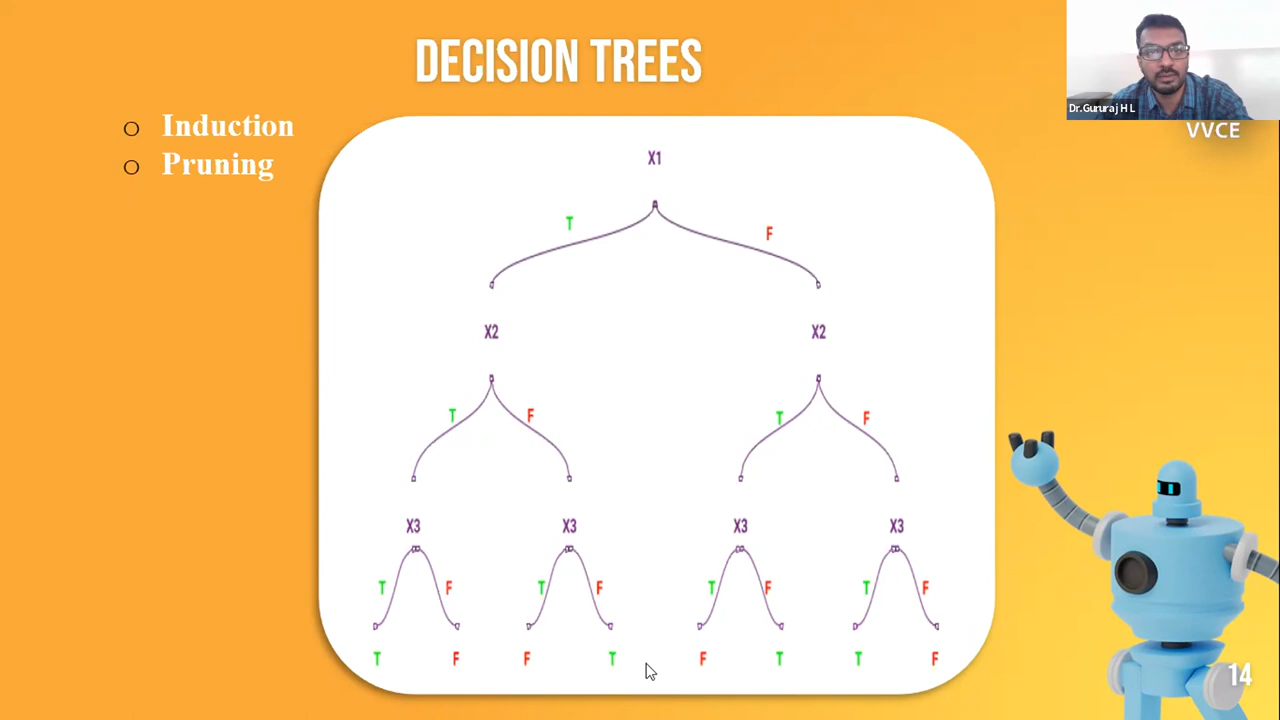 DECISION TREES
Dr.Gururaj H L
VVCE
Induction
Pruning
X1
T F
X2 X2
T F T F
X3 X3 X3 X3
T F T F T F T F
T F F T F T T F
14